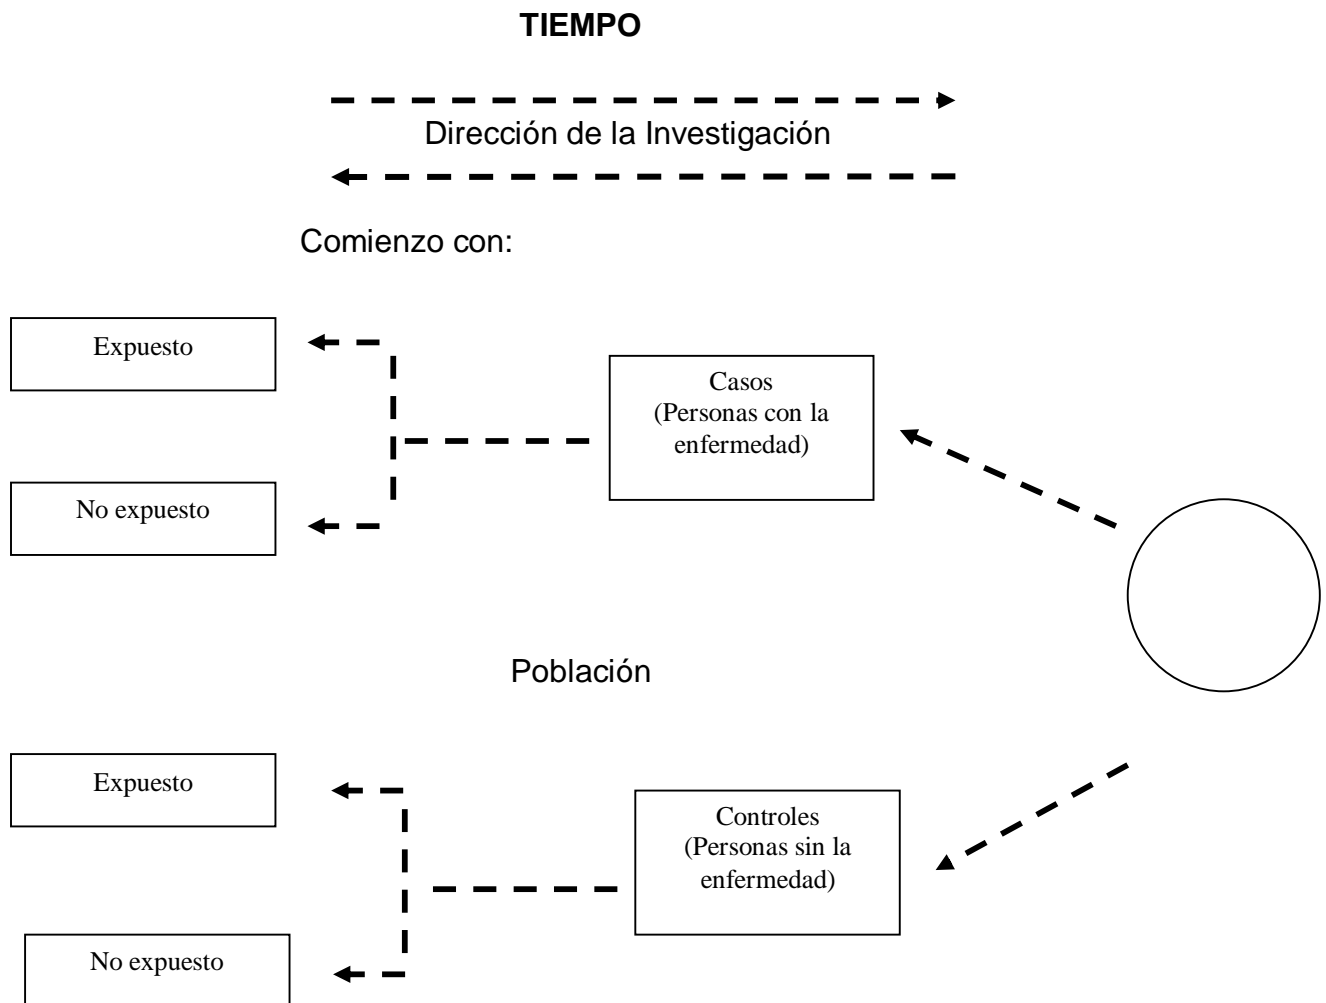 TIEMPO
Dirección de la Investigación
Comienzo con:
Expuesto
Casos
(Personas con la
enfermedad)
No expuesto
Población
Expuesto
Controles
(Personas sin la
enfermedad)
No expuesto